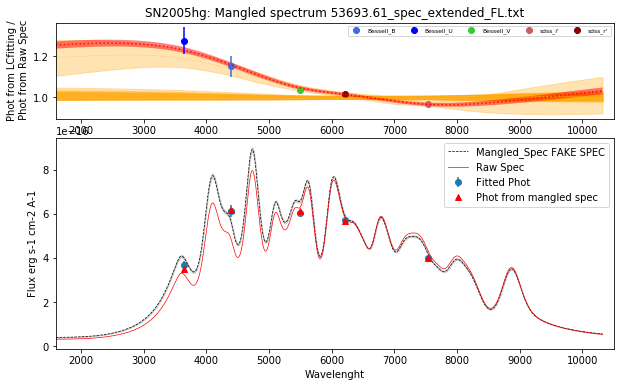 SN2005hg: Mangled spectrum 53693.61_spec_extended_FL.txt
Phot from LCfitting /
Phot from Raw Spec
1.2
1.0
Bessell_B
Bessell_U
Bessell_V
sdss_i'
sdss_r'
2000 3000 4000 5000 6000 7000 8000 9000 10000
1e-16
Flux erg s-1 cm-2 A-1
8
6
4
2
0
Mangled_Spec FAKE SPEC
Raw Spec
Fitted Phot
Phot from mangled spec
2000 3000 4000 5000 6000 7000 8000 9000 10000
Wavelenght